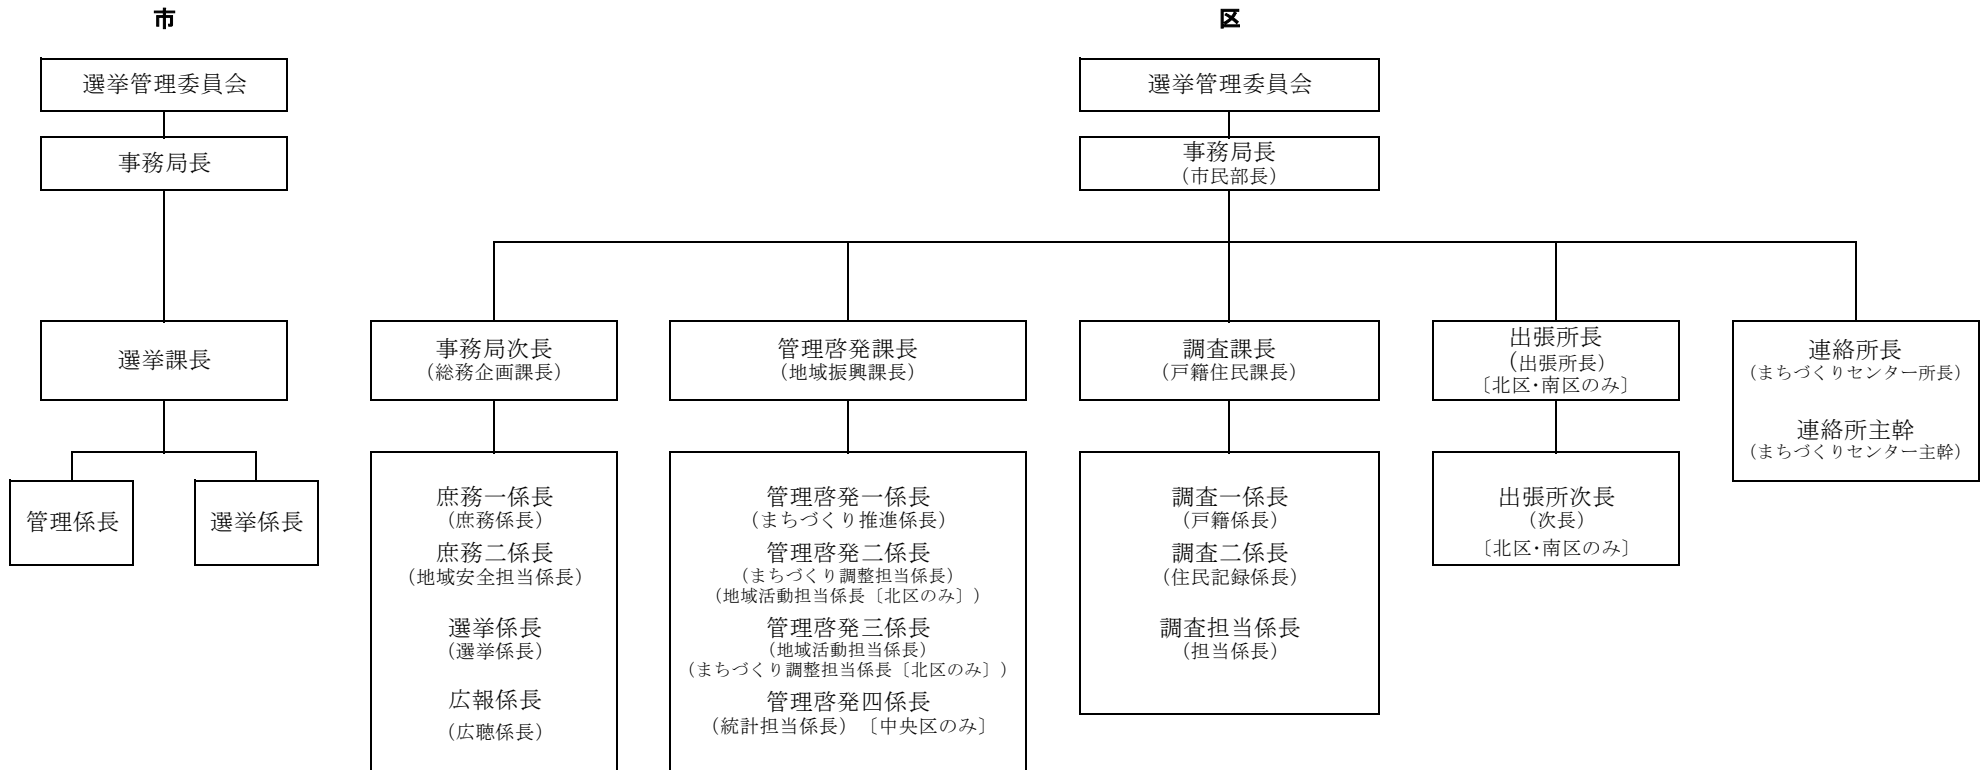 市
選挙管理委員会
事務局長
選挙課長
管理係長
選挙係長
区
選挙管理委員会
事務局長
（市民部長）
事務局次長
（総務企画課長）
庶務一係長
（庶務係長）
庶務二係長
（地域安全担当係長）
選挙係長
（選挙係長）
広報係長
（広聴係長）
管理啓発課長
（地域振興課長）
管理啓発一係長
（まちづくり推進係長）
管理啓発二係長
（まちづくり調整担当係長）
（地域活動担当係長〔北区のみ〕）
管理啓発三係長
（地域活動担当係長）
（まちづくり調整担当係長〔北区のみ〕）
管理啓発四係長
（統計担当係長）〔中央区のみ〕
調査課長
（戸籍住民課長）
調査一係長
（戸籍係長）
調査二係長
（住民記録係長）
調査担当係長
（担当係長）
出張所長
（出張所長）
〔北区・南区のみ〕
出張所次長
（次長）
〔北区・南区のみ〕
連絡所長
（まちづくりセンター所長）
連絡所主幹
（まちづくりセンター主幹）